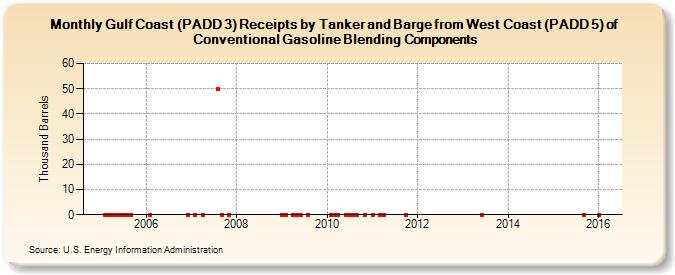 Monthly Gulf Coast (PADD 3) Receipts by Tanker and Barge from West Coast (PADD 5) of
Conventional Gasoline Blending Components
Thousand Barrels
60
50
40
30
20
10
0
2006 2008 2010 2012 2014 2016
Source: U.S. Energy Information Administration